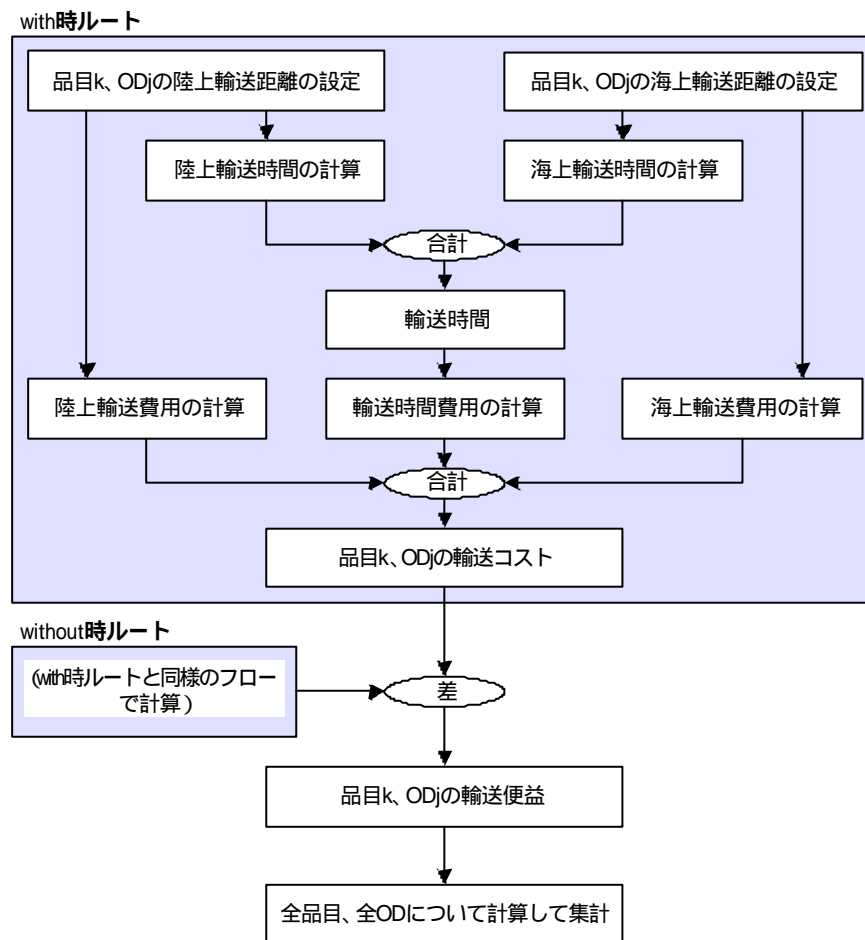 with時ルート
品目k、ODjの陸上輸送距離の設定
品目k、ODjの海上輸送距離の設定
陸上輸送時間の計算
海上輸送時間の計算
合計
輸送時間
陸上輸送費用の計算
輸送時間費用の計算
海上輸送費用の計算
合計
品目k、ODjの輸送コスト
without時ルート
(with時ルートと同様のフロー
で計算)
差
品目k、ODjの輸送便益
全品目、全ODについて計算して集計